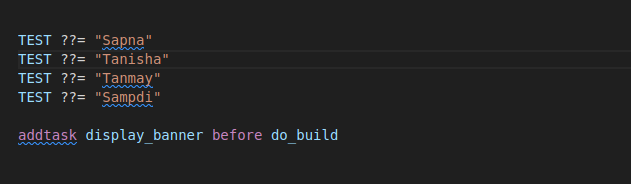 TEST ??= "Sapna"
TEST ??= "Tanisha"
TEST ??= "Tanmay"
TEST ??= "Sampdi"
addtask display_banner before do_build